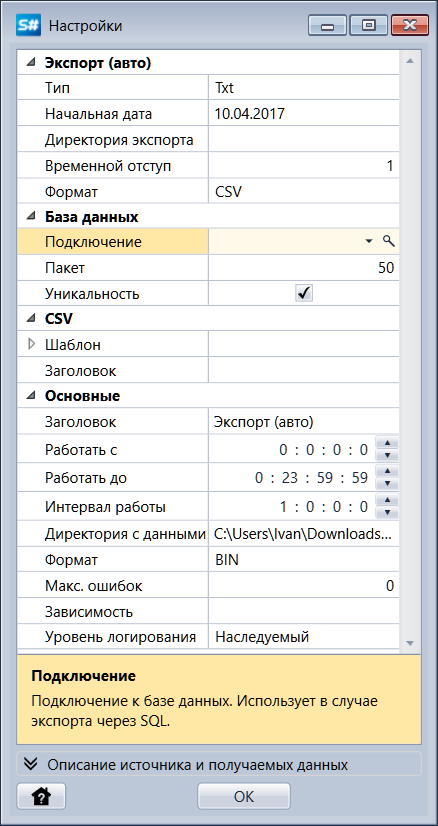 S# Настройки
Экспорт (авто)
Тип Txt
Начальная дата 10.04.2017
Директория экспорта
Временной отступ 1
Формат CSV
База данных
Подключение
Пакет 50
Уникальность
CSV
Шаблон
Заголовок
Основные
Заголовок Экспорт (авто)
Работать с 0 : 0 : 0 : 0
Работать до 0 : 23 : 59 : 59
Интервал работы 1 : 0 : 0 : 0
Директория с данными C:\Users\Ivan\Downloads...
Формат BIN
Макс. ошибок 0
Зависимость
Уровень логирования Наследуемый
Подключение
Подключение к базе данных. Использует в случае
экспорта через SQL.
Описание источника и получаемых данных
? OK